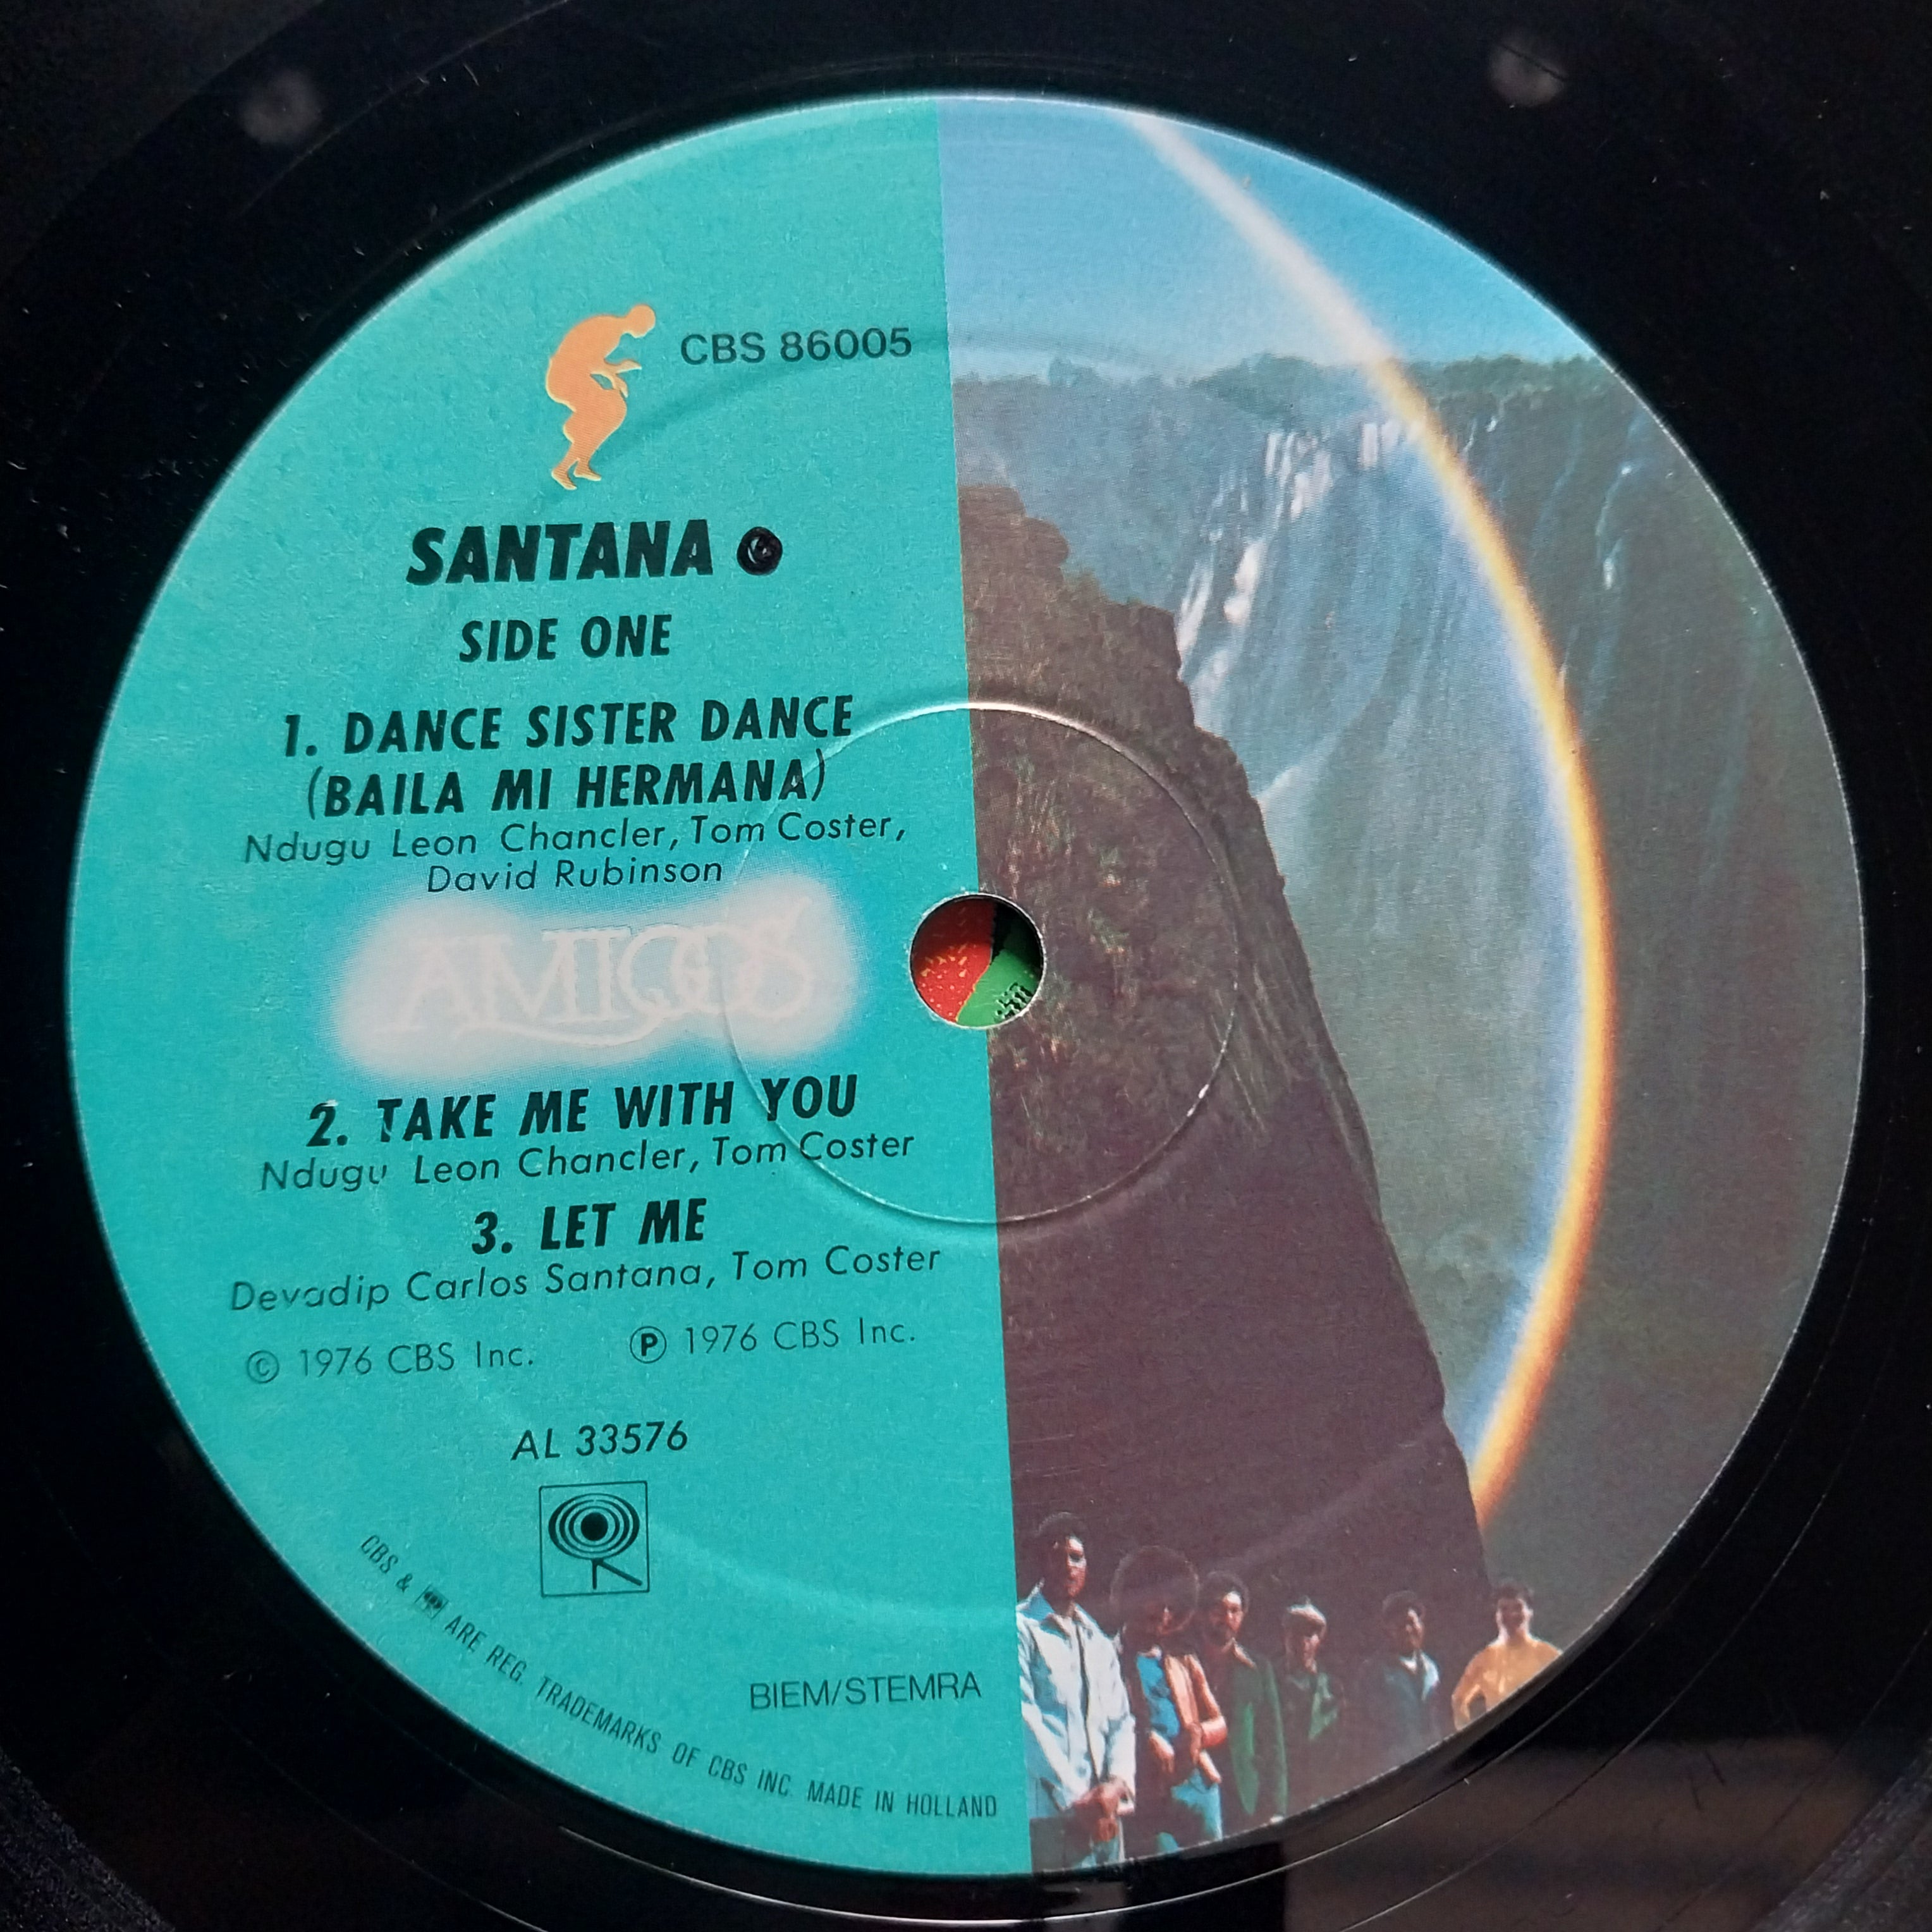 CBS 86005
SANTANA
SIDE ONE
1. DANCE SISTER DANCE
(BAILA MI HERMANA)
Ndugu Leon Chancler, Tom Coster,
David Rubinson
AMIGOS
2. TAKE ME WITH YOU
Ndugu Leon Chancler, Tom Coster
3. LET ME
Devadip Carlos Santana, Tom Coster
© 1976 CBS Inc. ℗ 1976 CBS Inc.
AL 33576
BIEM/STEMRA
CBS & ARE REG. TRADEMARKS OF CBS INC. MADE IN HOLLAND